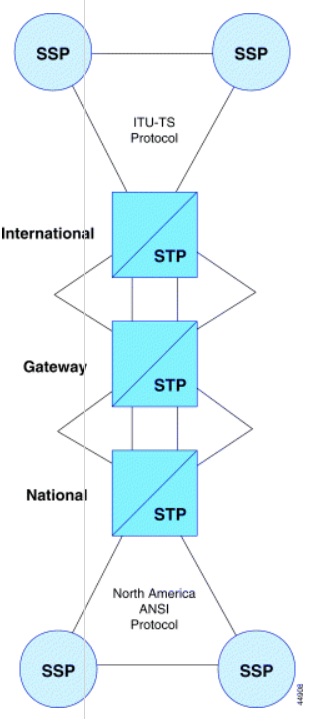 SSP
SSP
ITU-TS
Protocol
International
STP
Gateway
STP
National
STP
North America
ANSI
Protocol
SSP
SSP
44908